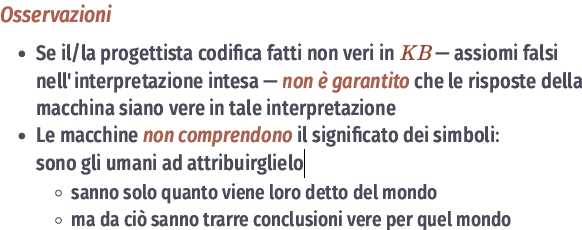 Osservazioni
• Se il/la progettista codifica fatti non veri in KB — assiomi falsi
nell'interpretazione intesa — non è garantito che le risposte della
macchina siano vere in tale interpretazione
• Le macchine non comprendono il significato dei simboli:
sono gli umani ad attribuirglielo
◦ sanno solo quanto viene loro detto del mondo
◦ ma da ciò sanno trarre conclusioni vere per quel mondo